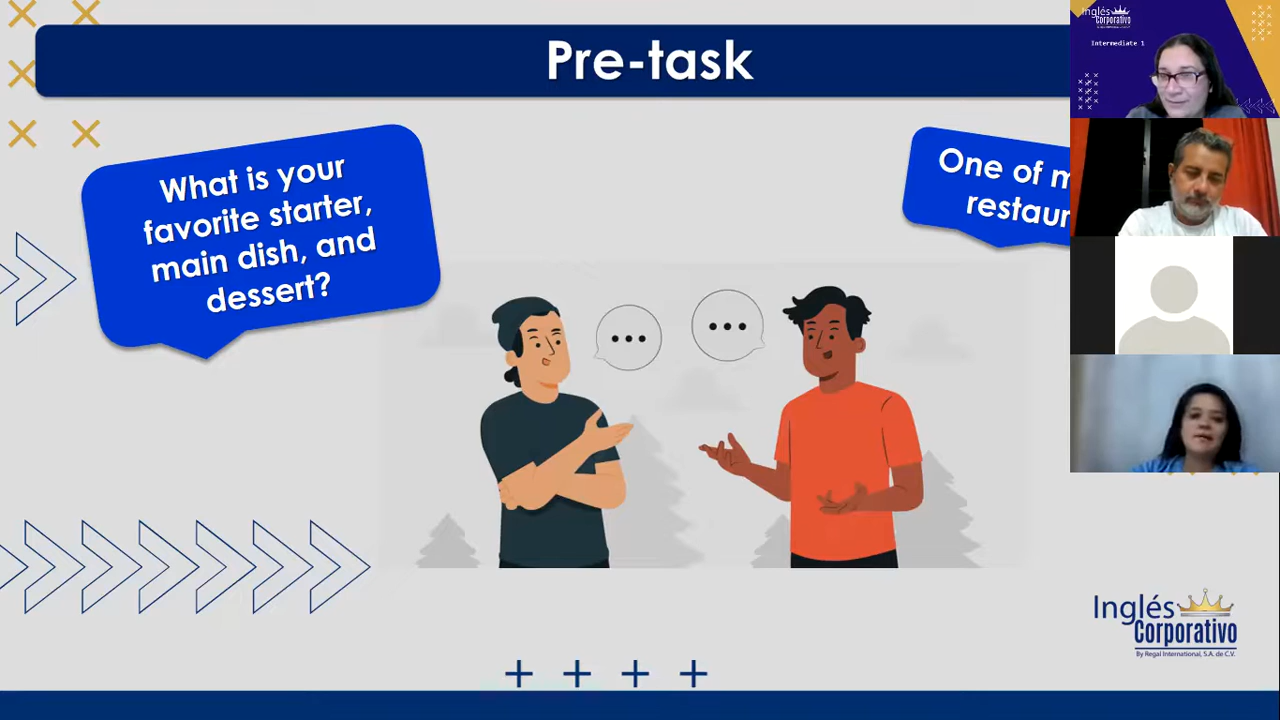 Pre-task
What is your
favorite starter,
main dish, and
dessert?
One of m
restaur
Inglés
Corporativo
Intermediate 1
Inglés
Corporativo
By Regal International, S.A. de C.V.